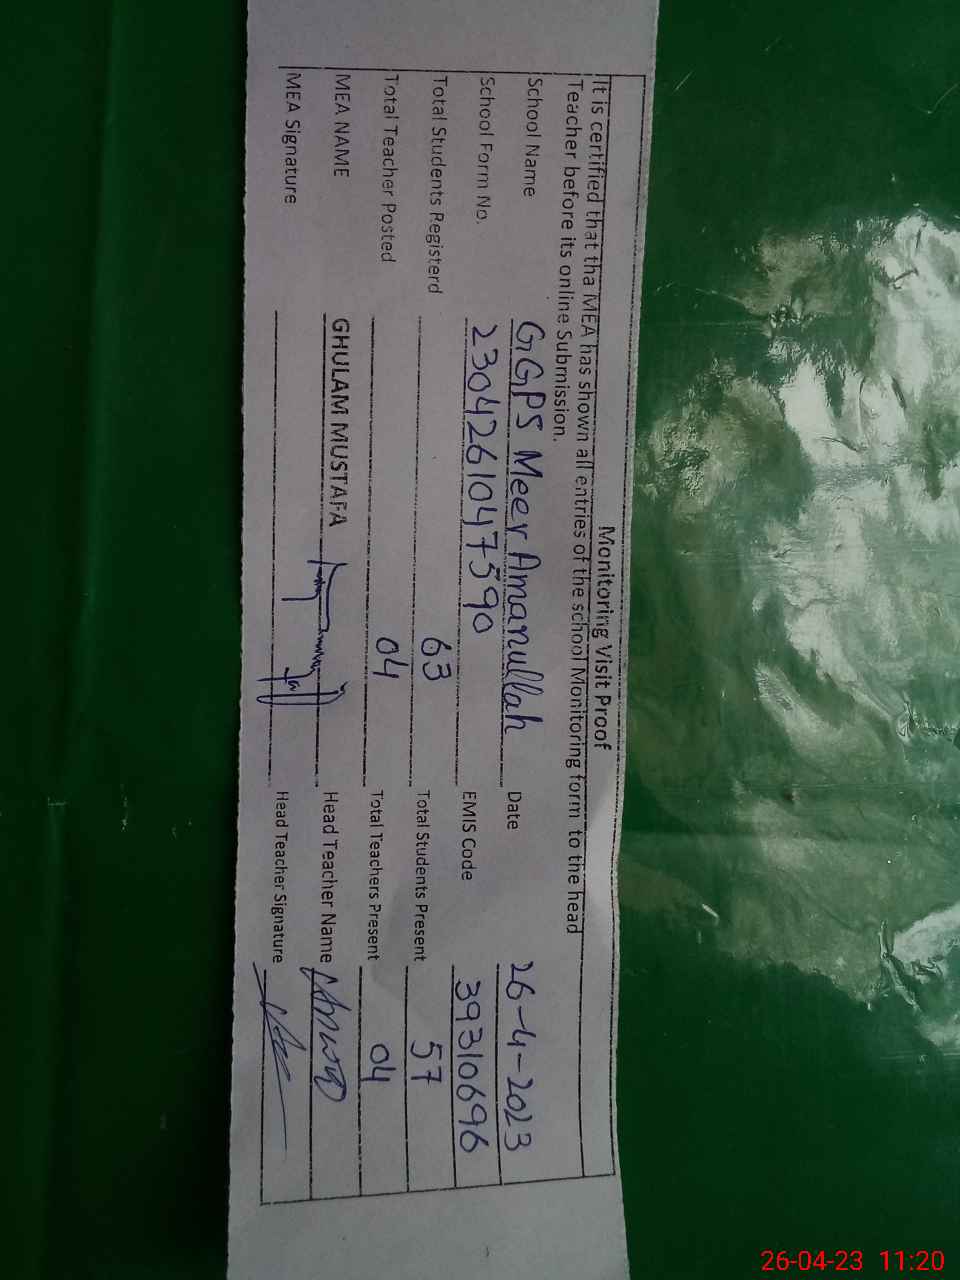 Monitoring Visit Proof
It is certified that tha MEA has shown all entries of the school Monitoring form to the head
Teacher before its online Submission.
School Name GGPS Meer Amanullah Date 26-4-2023
School Form No. 2304261047590 EMIS Code 39310696
Total Students Registerd 63 Total Students Present 57
Total Teacher Posted 04 Total Teachers Present 04
MEA NAME GHULAM MUSTAFA Head Teacher Name
MEA Signature Head Teacher Signature
26-04-23 11:20